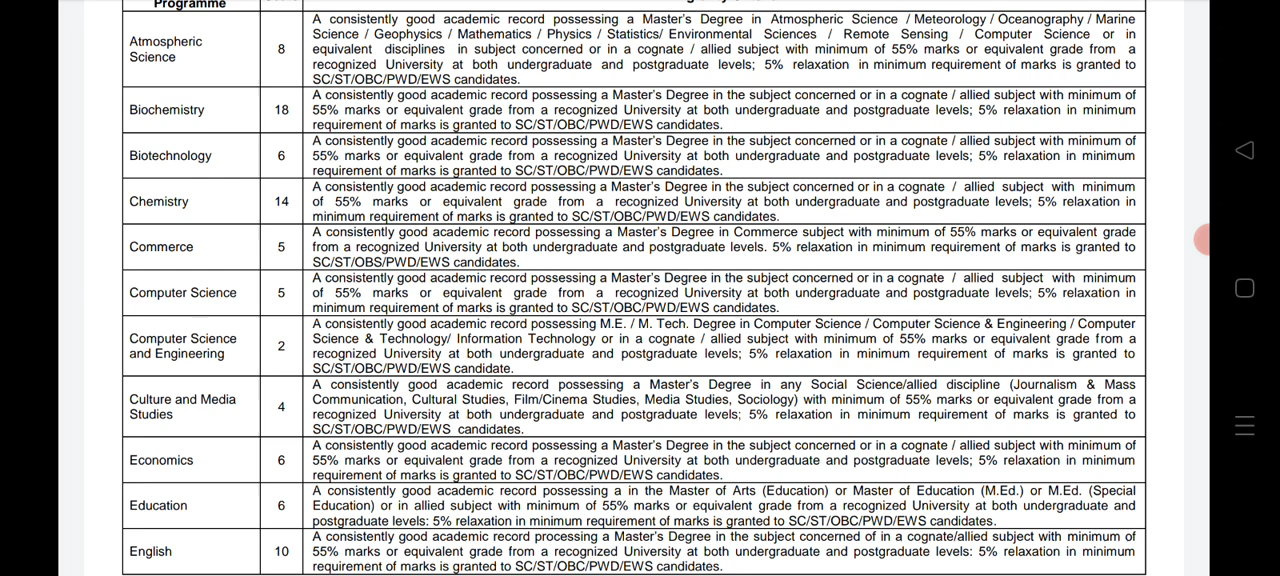 Programme
Atmospheric
Science
8
A consistently good academic record possessing a Master's Degree in Atmospheric Science / Meteorology / Oceanography / Marine
Science / Geophysics / Mathematics / Physics / Statistics/ Environmental Sciences / Remote Sensing / Computer Science or in
equivalent disciplines in subject concerned or in a cognate / allied subject with minimum of 55% marks or equivalent grade from a
recognized University at both undergraduate and postgraduate levels; 5% relaxation in minimum requirement of marks is granted to
SC/ST/OBC/PWD/EWS candidates.
Biochemistry
18
A consistently good academic record possessing a Master's Degree in the subject concerned or in a cognate / allied subject with minimum of
55% marks or equivalent grade from a recognized University at both undergraduate and postgraduate levels; 5% relaxation in minimum
requirement of marks is granted to SC/ST/OBC/PWD/EWS candidates.
Biotechnology
6
A consistently good academic record possessing a Master's Degree in the subject concerned or in a cognate / allied subject with minimum of
55% marks or equivalent grade from a recognized University at both undergraduate and postgraduate levels; 5% relaxation in minimum
requirement of marks is granted to SC/ST/OBC/PWD/EWS candidates.
Chemistry
14
A consistently good academic record possessing a Master's Degree in the subject concerned or in a cognate / allied subject with minimum
of 55% marks or equivalent grade from a recognized University at both undergraduate and postgraduate levels; 5% relaxation in
minimum requirement of marks is granted to SC/ST/OBC/PWD/EWS candidates.
Commerce
5
A consistently good academic record possessing a Master's Degree in Commerce subject with minimum of 55% marks or equivalent grade
from a recognized University at both undergraduate and postgraduate levels. 5% relaxation in minimum requirement of marks is granted to
SC/ST/OBS/PWD/EWS candidates.
Computer Science
5
A consistently good academic record possessing a Master's Degree in the subject concerned or in a cognate / allied subject with minimum
of 55% marks or equivalent grade from a recognized University at both undergraduate and postgraduate levels; 5% relaxation in
minimum requirement of marks is granted to SC/ST/OBC/PWD/EWS candidates.
Computer Science
and Engineering
2
A consistently good academic record possessing M.E. / M. Tech. Degree in Computer Science / Computer Science & Engineering / Computer
Science & Technology/ Information Technology or in a cognate / allied subject with minimum of 55% marks or equivalent grade from a
recognized University at both undergraduate and postgraduate levels; 5% relaxation in minimum requirement of marks is granted to
SC/ST/OBC/PWD/EWS candidate.
Culture and Media
Studies
4
A consistently good academic record possessing a Master's Degree in any Social Science/allied discipline (Journalism & Mass
Communication, Cultural Studies, Film/Cinema Studies, Media Studies, Sociology) with minimum of 55% marks or equivalent grade from a
recognized University at both undergraduate and postgraduate levels; 5% relaxation in minimum requirement of marks is granted to
SC/ST/OBC/PWD/EWS candidates.
Economics
6
A consistently good academic record possessing a Master's Degree in the subject concerned or in a cognate / allied subject with minimum of
55% marks or equivalent grade from a recognized University at both undergraduate and postgraduate levels; 5% relaxation in minimum
requirement of marks is granted to SC/ST/OBC/PWD/EWS candidates.
Education
6
A consistently good academic record possessing a in the Master of Arts (Education) or Master of Education (M.Ed.) or M.Ed. (Special
Education) or in allied subject with minimum of 55% marks or equivalent grade from a recognized University at both undergraduate and
postgraduate levels: 5% relaxation in minimum requirement of marks is granted to SC/ST/OBC/PWD/EWS candidates.
English
10
A consistently good academic record processing a Master's Degree in the subject concerned of in a cognate/allied subject with minimum of
55% marks or equivalent grade from a recognized University at both undergraduate and postgraduate levels: 5% relaxation in minimum
requirement of marks is granted to SC/ST/OBC/PWD/EWS candidates.